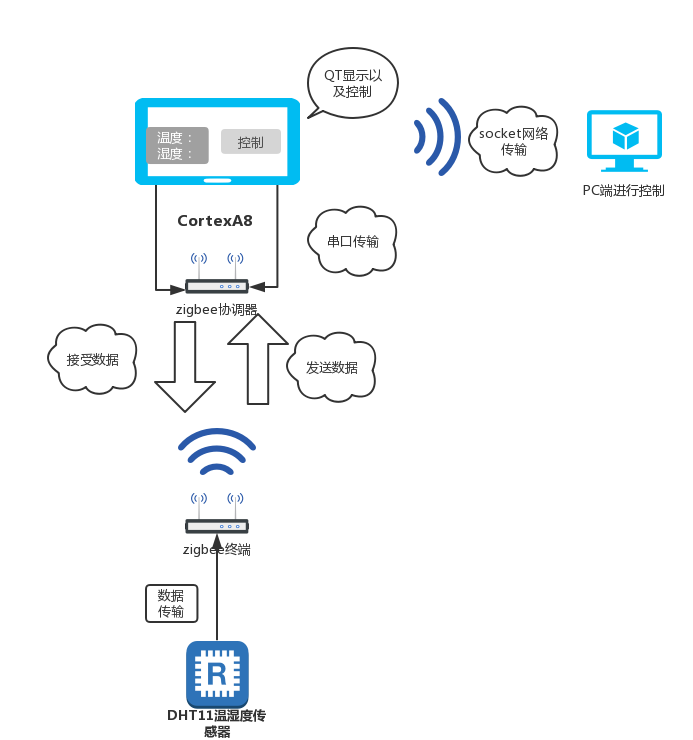 QT显示以
及控制
温度：
湿度：
控制
socket网络
传输
PC端进行控制
CortexA8
串口传输
zigbee协调器
接受数据
发送数据
zigbee终端
数据
传输
R
DHT11温湿度传
感器